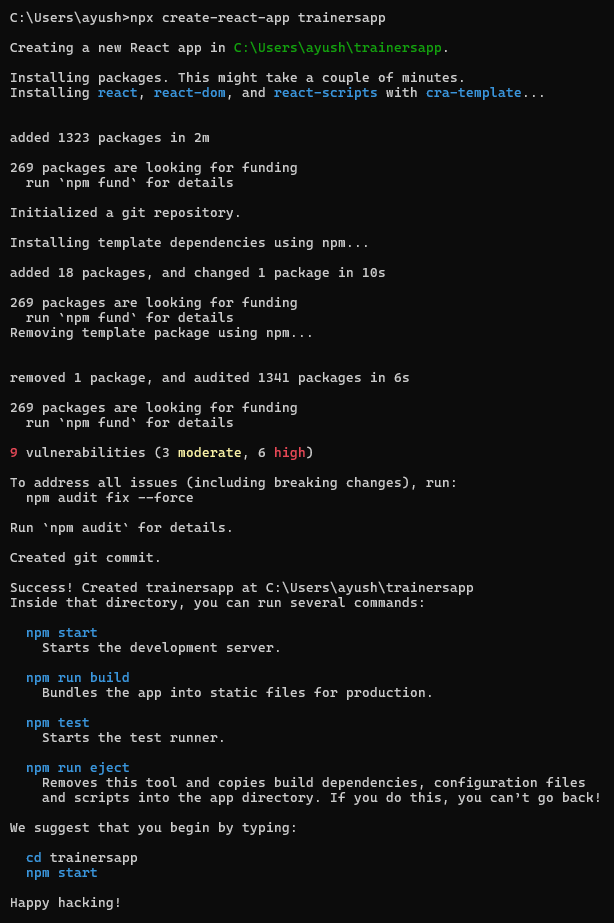 C:\Users\ayush>npx create-react-app trainersapp
Creating a new React app in C:\Users\ayush\trainersapp.
Installing packages. This might take a couple of minutes.
Installing react, react-dom, and react-scripts with cra-template...
added 1323 packages in 2m
269 packages are looking for funding
  run `npm fund` for details
Initialized a git repository.
Installing template dependencies using npm...
added 18 packages, and changed 1 package in 10s
269 packages are looking for funding
  run `npm fund` for details
Removing template package using npm...
removed 1 package, and audited 1341 packages in 6s
269 packages are looking for funding
  run `npm fund` for details
9 vulnerabilities (3 moderate, 6 high)
To address all issues (including breaking changes), run:
  npm audit fix --force
Run `npm audit` for details.
Created git commit.
Success! Created trainersapp at C:\Users\ayush\trainersapp
Inside that directory, you can run several commands:
  npm start
    Starts the development server.
  npm run build
    Bundles the app into static files for production.
  npm test
    Starts the test runner.
  npm run eject
    Removes this tool and copies build dependencies, configuration files
    and scripts into the app directory. If you do this, you can't go back!
We suggest that you begin by typing:
  cd trainersapp
  npm start
Happy hacking!